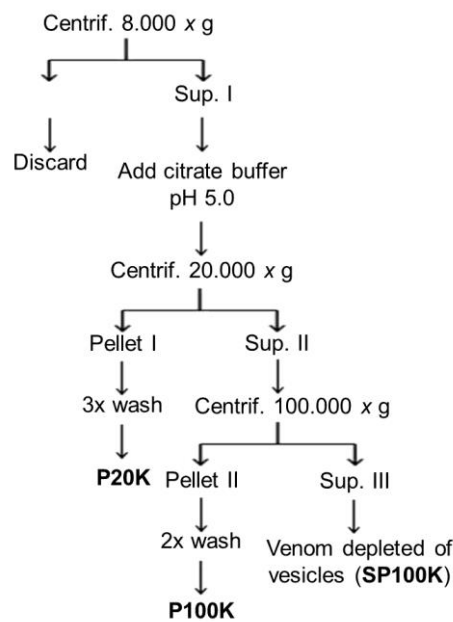 Centrif. 8.000 x g
Sup. I
Discard
Add citrate buffer
pH 5.0
Centrif. 20.000 x g
Pellet I
Sup. II
3x wash
Centrif. 100.000 x g
P20K
Pellet II
Sup. III
2x wash
Venom depleted of
vesicles (SP100K)
P100K